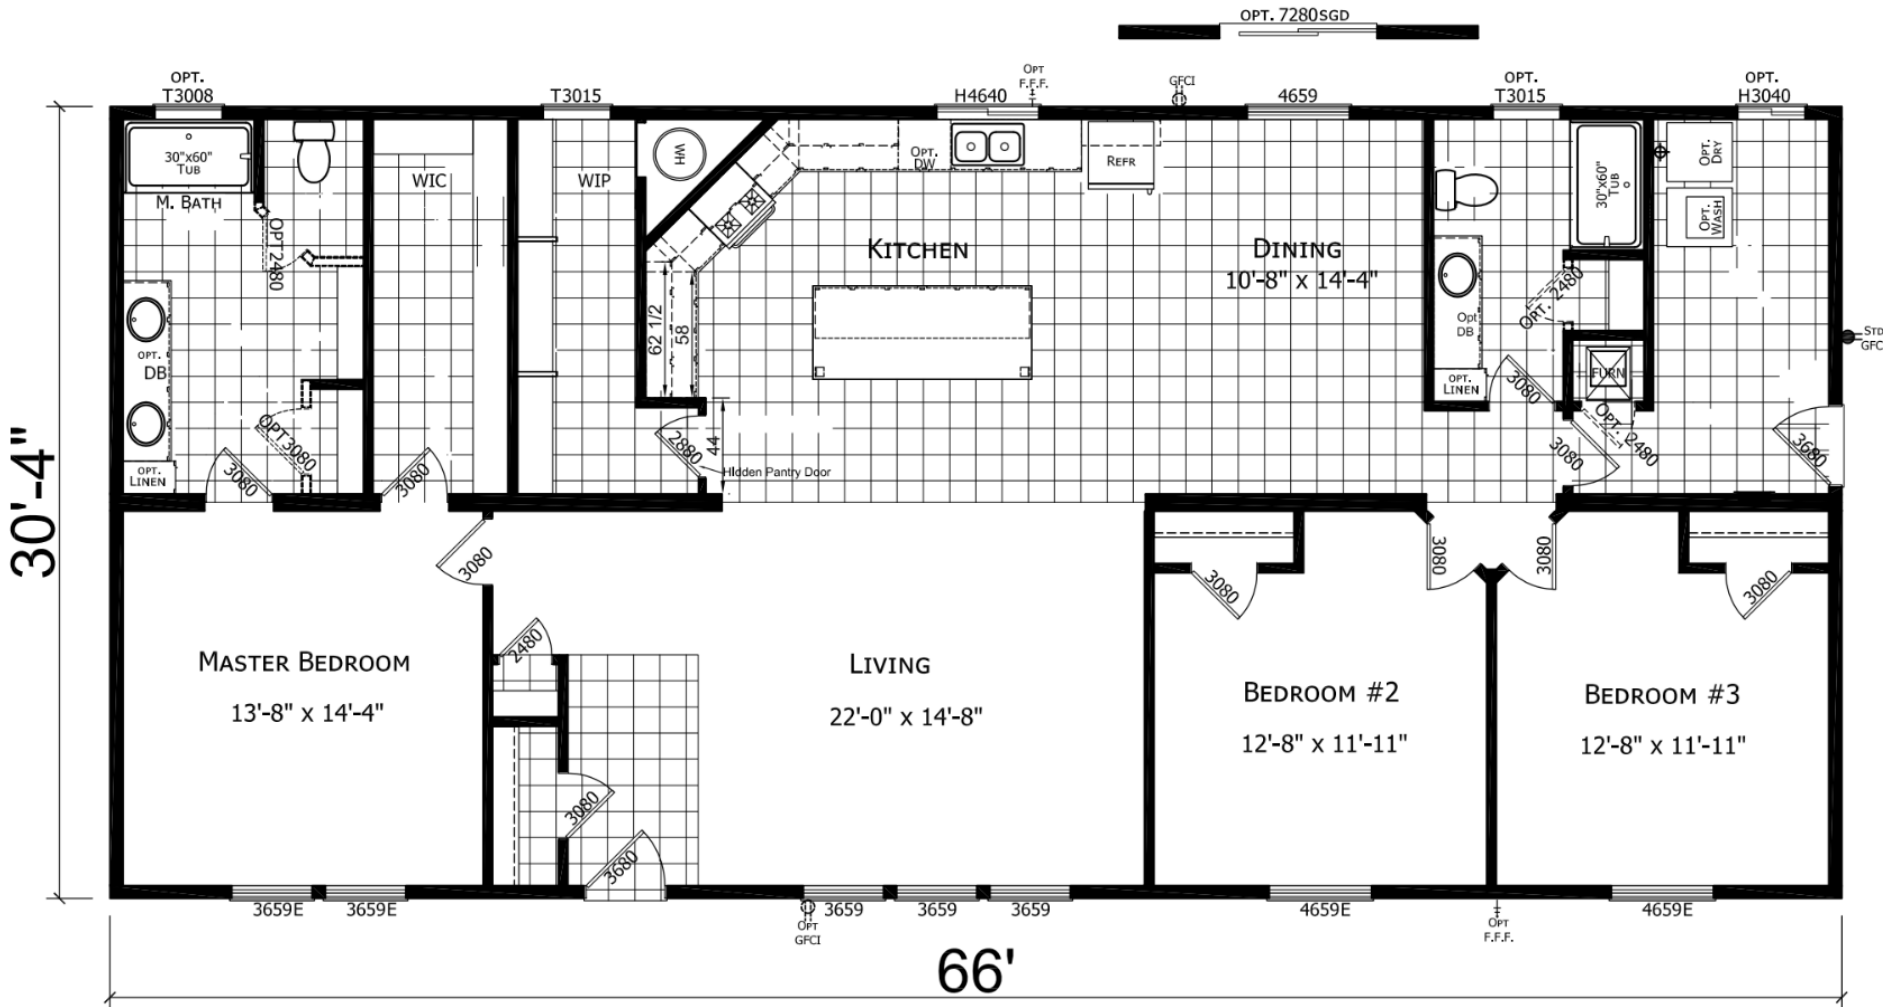 OPT. 7280SGD
OPT.
T3008
T3015
OPT
F.F.F.
H4640
GFCI
4659
OPT.
T3015
OPT.
H3040
30"x60"
TUB
M. BATH
WIC
WIP
WH
OPT.
DW
REFR
30"x60"
TUB
OPT.
DRY
OPT.
WASH
OPT2480
KITCHEN
DINING
10'-8" x 14'-4"
OPT. 2480
OPT.
DB
62 1/2
58
Opt
DB
STD
GFCI
FURN
OPT.
LINEN
3080
OPT3080
OPT.
LINEN
3080
3080
2880
44
Hidden Pantry Door
3080
OPT. 2480
3680
30'-4"
3080
3080
3080
3080
3080
2480
MASTER BEDROOM
13'-8" x 14'-4"
LIVING
22'-0" x 14'-8"
BEDROOM #2
12'-8" x 11'-11"
BEDROOM #3
12'-8" x 11'-11"
3080
3680
3659E
3659E
3659
3659
3659
4659E
4659E
OPT
GFCI
OPT
F.F.F.
66'